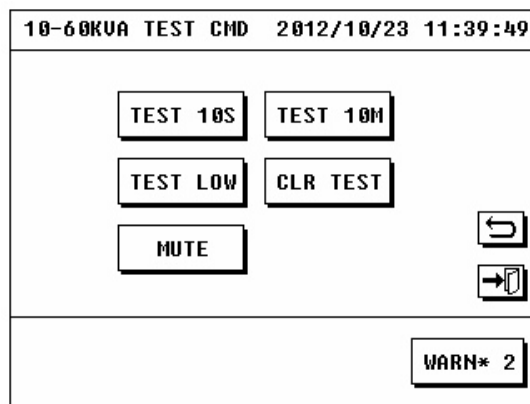 10-60KVA TEST CMD 2012/10/23 11:39:49
TEST 10S TEST 10M
TEST LOW CLR TEST
MUTE
WARN* 2